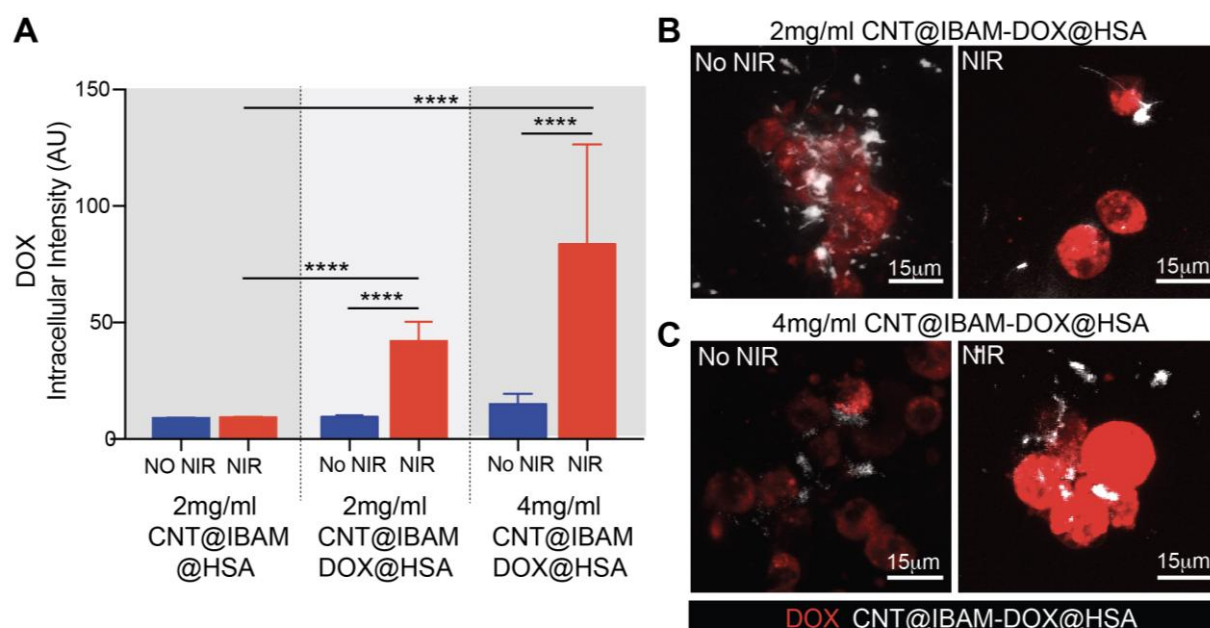 A
DOX
Intracellular Intensity (AU)
150
100
50
0
****
****
****
****
NO NIR
NIR
No NIR
NIR
No NIR
NIR
2mg/ml
CNT@IBAM
@HSA
2mg/ml
CNT@IBAM
DOX@HSA
4mg/ml
CNT@IBAM
DOX@HSA
B
2mg/ml CNT@IBAM-DOX@HSA
No NIR
NIR
15µm
15µm
C
4mg/ml CNT@IBAM-DOX@HSA
No NIR
NIR
15µm
15µm
DOX CNT@IBAM-DOX@HSA